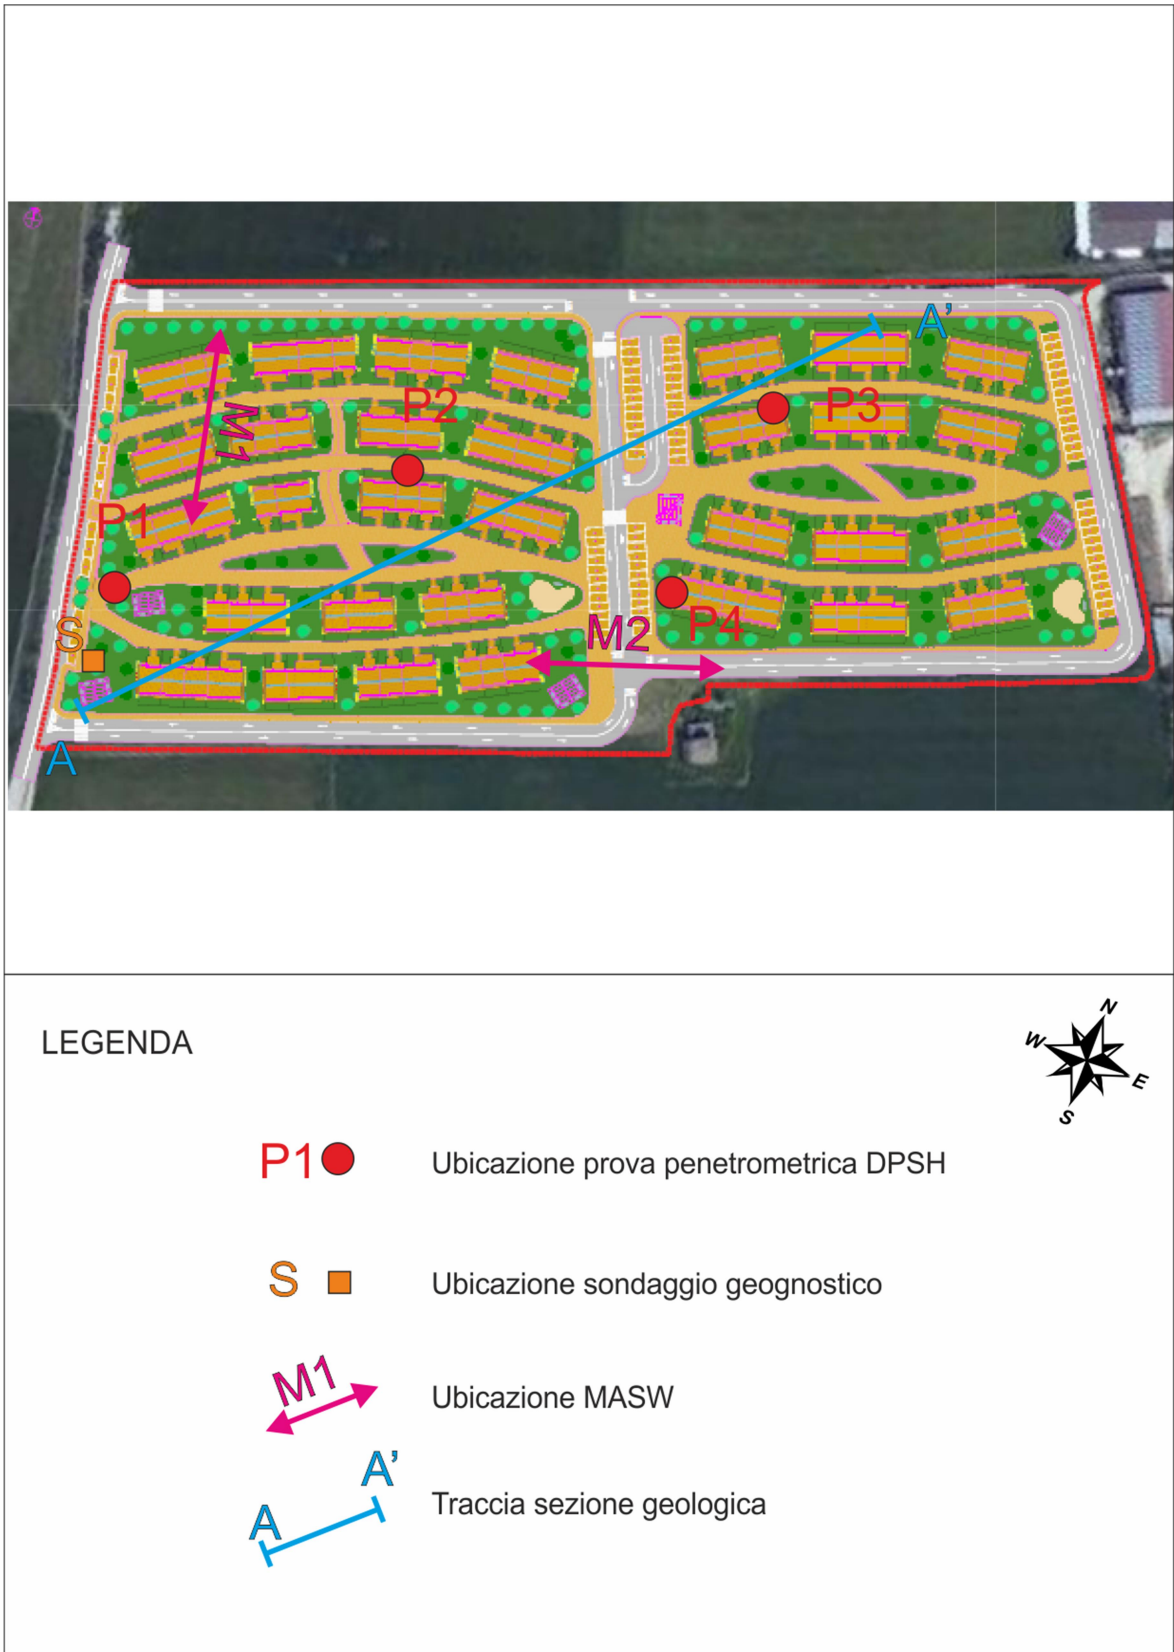 A'
P2
P3
M1
P1
S
M2
P4
A
LEGENDA
N
W
E
S
P1
Ubicazione prova penetrometrica DPSH
S
Ubicazione sondaggio geognostico
M1
Ubicazione MASW
A'
A
Traccia sezione geologica